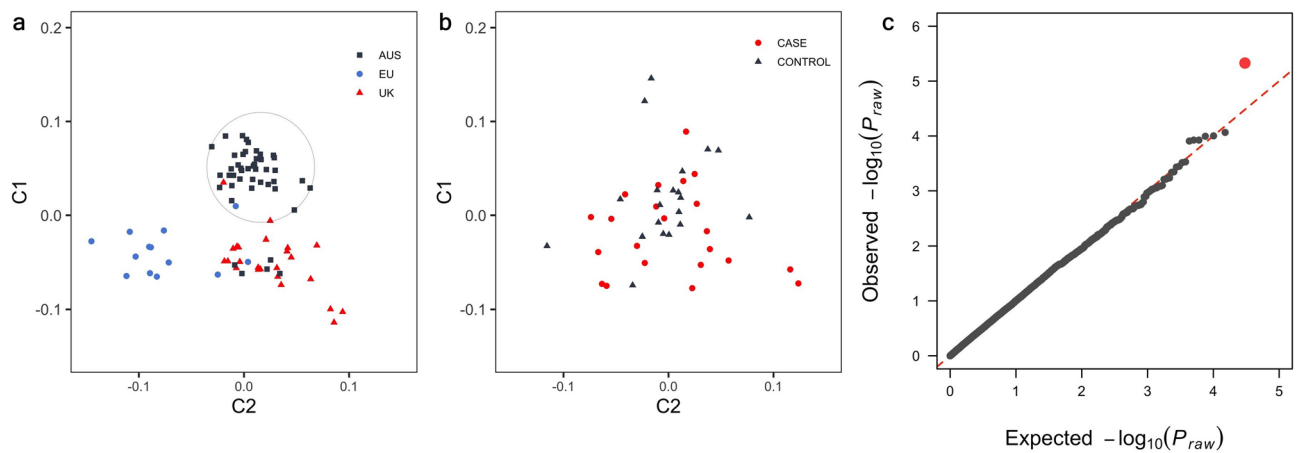 a
0.2
0.1
0.0
-0.1
C1
AUS
EU
UK
-0.1
0.0
0.1
C2
b
0.2
0.1
0.0
-0.1
C1
CASE
CONTROL
-0.1
0.0
0.1
C2
c
6
5
4
3
2
1
0
Observed −log₁₀(P_raw)
0
1
2
3
4
5
Expected −log₁₀(P_raw)